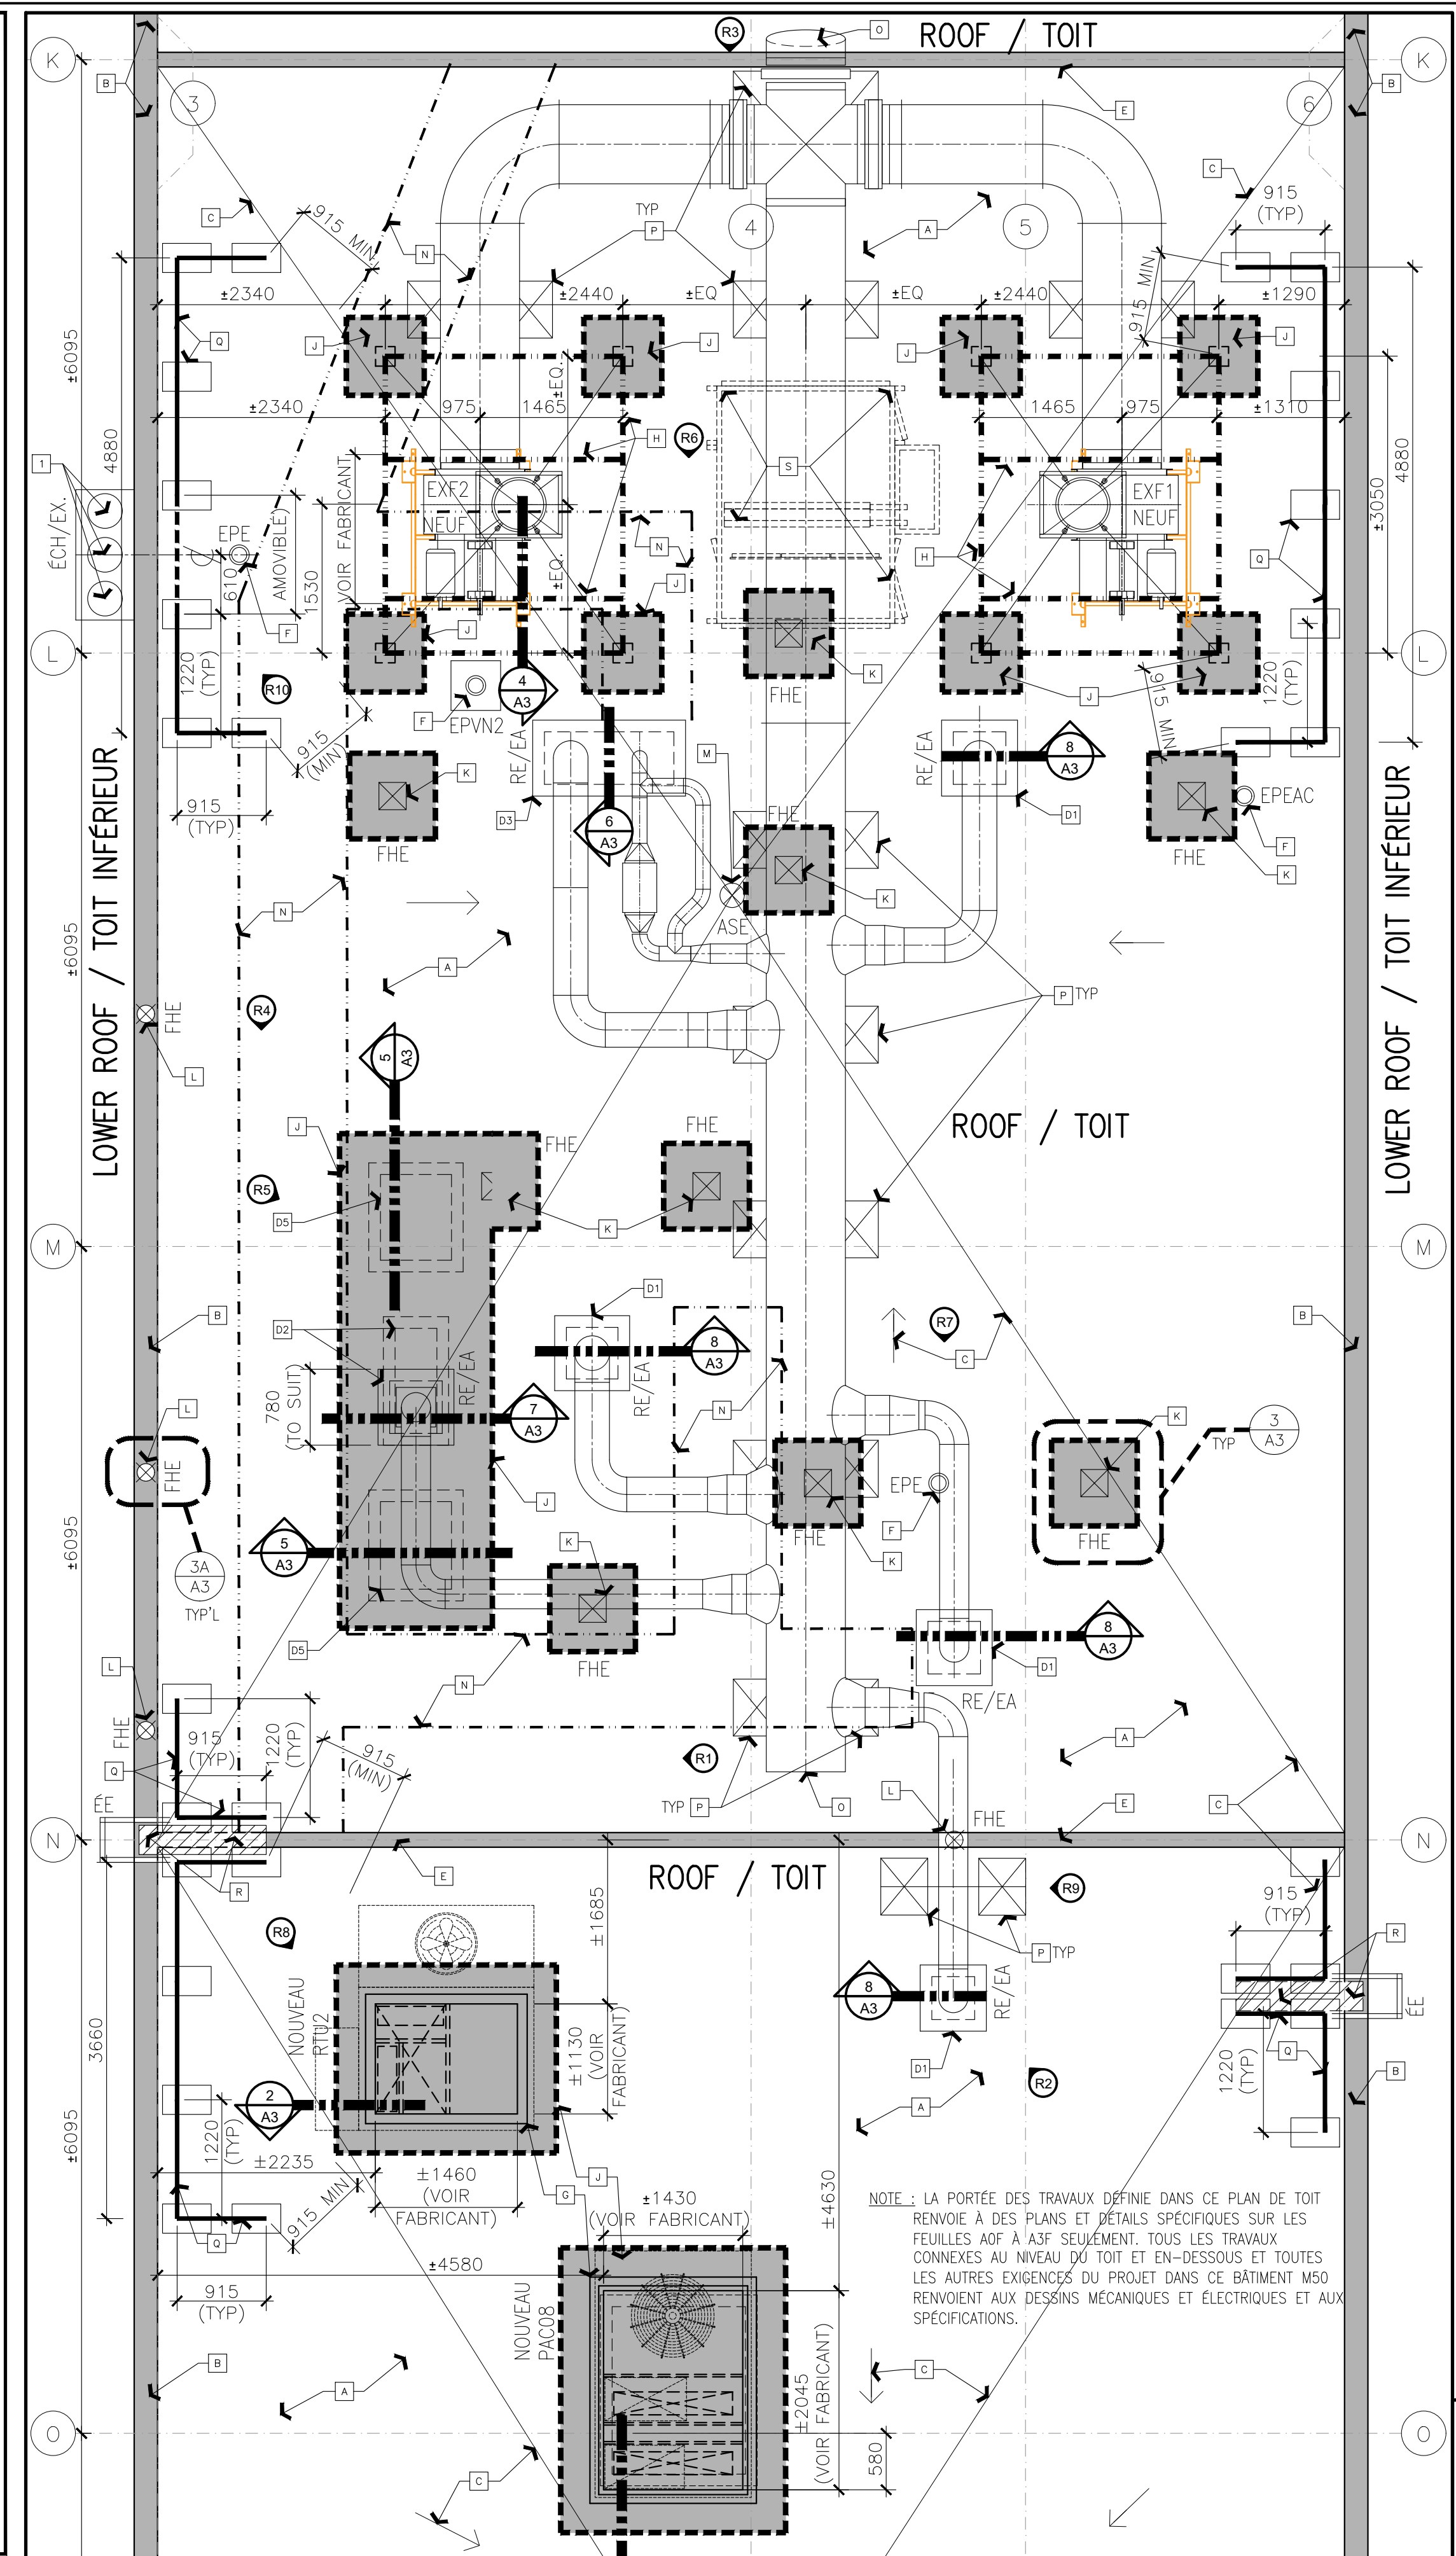 R3
O
ROOF / TOIT
K
K
B
B
3
6
E
C
C
915
(TYP)
TYP
P
A
4
5
N
915 MIN
915 MIN
±2340
±2440
±EQ
±EQ
±2440
±1290
Q
J
J
J
J
±6095
±2340
975
1465
±EQ.
1465
975
±1310
H
R6
S
4880
4880
1
ÉCH/EX.
VOIR FABRICANT
EXF2
NEUF
EXF1
NEUF
±3050
EPE
N
610
AMOVIBLE)
1530
±EQ.
H
Q
J
F
J
L
L
1220
(TYP)
R10
K
FHE
J
F
EPVN2
4
A3
915
(MIN)
915 MIN
1220
(TYP)
RE/EA
M
RE/EA
8
A3
K
915
(TYP)
D3
6
A3
FHE
D1
EPEAC
F
K
FHE
FHE
K
LOWER ROOF / TOIT INFÉRIEUR
LOWER ROOF / TOIT INFÉRIEUR
N
ASE
±6095
A
P TYP
R4
FHE
L
5
A3
ROOF / TOIT
J
FHE
FHE
R5
D5
K
M
M
D1
B
D2
R7
B
8
A3
C
RE/EA
RE/EA
780
(TO SUIT)
N
L
7
A3
K
TYP
3
A3
FHE
EPE
±6095
J
F
FHE
FHE
5
A3
K
K
3A
A3
TYP'L
D5
8
A3
FHE
D1
L
N
RE/EA
FHE
915
(TYP)
1220
(TYP)
915
(MIN)
A
Q
R1
ÉE
TYP P
O
L
FHE
E
C
N
N
R
E
ROOF / TOIT
R9
915
(TYP)
R8
±1685
P TYP
R
NOUVEAU
RTU2
8
A3
RE/EA
ÉE
3660
±1130
(VOIR
FABRICANT)
D1
Q
1220
(TYP)
B
2
A3
R2
A
±6095
1220
(TYP)
±2235
±1460
(VOIR
FABRICANT)
J
G
±1430
(VOIR FABRICANT)
±4630
915 MIN
Q
±4580
NOTE : LA PORTÉE DES TRAVAUX DÉFINIE DANS CE PLAN DE TOIT
RENVOIE À DES PLANS ET DÉTAILS SPÉCIFIQUES SUR LES
FEUILLES A0F À A3F SEULEMENT. TOUS LES TRAVAUX
CONNEXES AU NIVEAU DU TOIT ET EN-DESSOUS ET TOUTES
LES AUTRES EXIGENCES DU PROJET DANS CE BÂTIMENT M50
RENVOIENT AUX DESSINS MÉCANIQUES ET ÉLECTRIQUES ET AUX
SPÉCIFICATIONS.
915
(TYP)
NOUVEAU
PAC08
B
A
C
±2045
(VOIR FABRICANT)
O
O
580
C